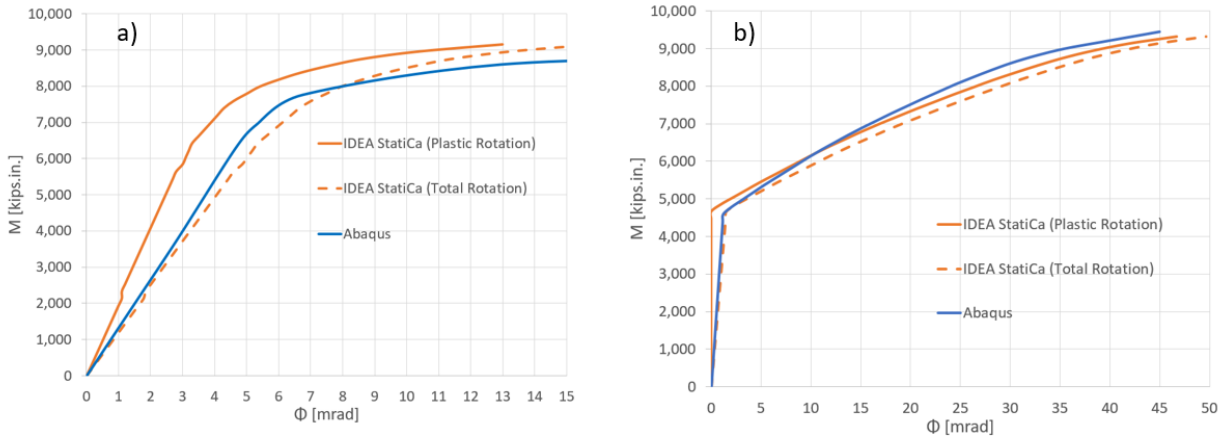 a)
10,000
9,000
8,000
7,000
6,000
5,000
4,000
3,000
2,000
1,000
0
M [kips.in.]
IDEA StatiCa (Plastic Rotation)
IDEA StatiCa (Total Rotation)
Abaqus
0 1 2 3 4 5 6 7 8 9 10 11 12 13 14 15
Φ [mrad]
b)
10,000
9,000
8,000
7,000
6,000
5,000
4,000
3,000
2,000
1,000
0
M [kips.in.]
IDEA StatiCa (Plastic Rotation)
IDEA StatiCa (Total Rotation)
Abaqus
0 5 10 15 20 25 30 35 40 45 50
Φ [mrad]